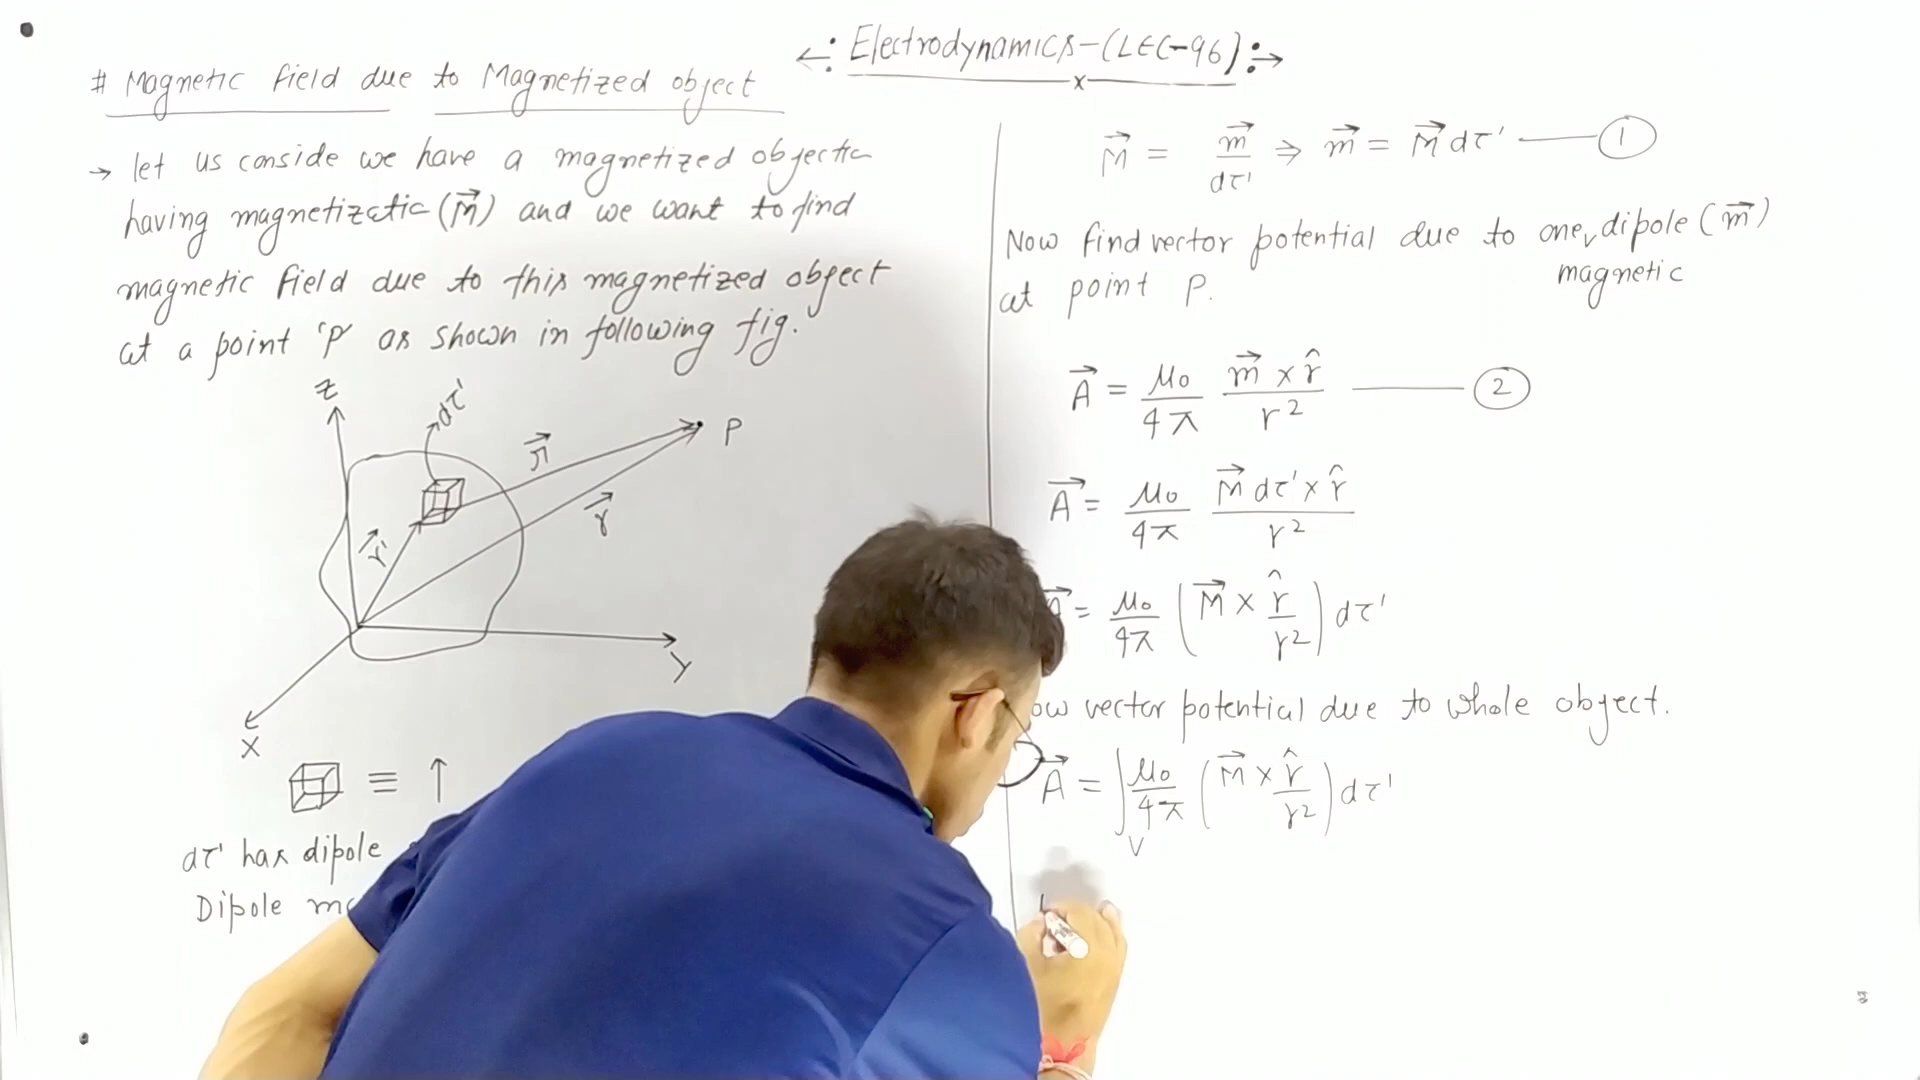 ←: Electrodynamics-(LEC-96) :→
# Magnetic field due to Magnetized object
→ let us conside we have a magnetized object
having magnetization (M⃗) and we want to find
magnetic field due to this magnetized object
at a point 'P' as shown in following fig.
Z
dτ'
r⃗
P
r⃗
r⃗'
Y
X
≡ ↑
dτ' has dipole
Dipole
M⃗ = m⃗/dτ' ⇒ m⃗ = M⃗ dτ' — 1
Now find vector potential due to one, dipole (m⃗)
magnetic
at point P.
A⃗ = μ₀/4π (m⃗ × r̂)/r² — 2
A⃗ = μ₀/4π (M⃗ dτ' × r̂)/r²
A⃗ = μ₀/4π (M⃗ × r̂/r²) dτ'
ow vector potential due to whole object.
A⃗ = ∫_V μ₀/4π (M⃗ × r̂/r²) dτ'